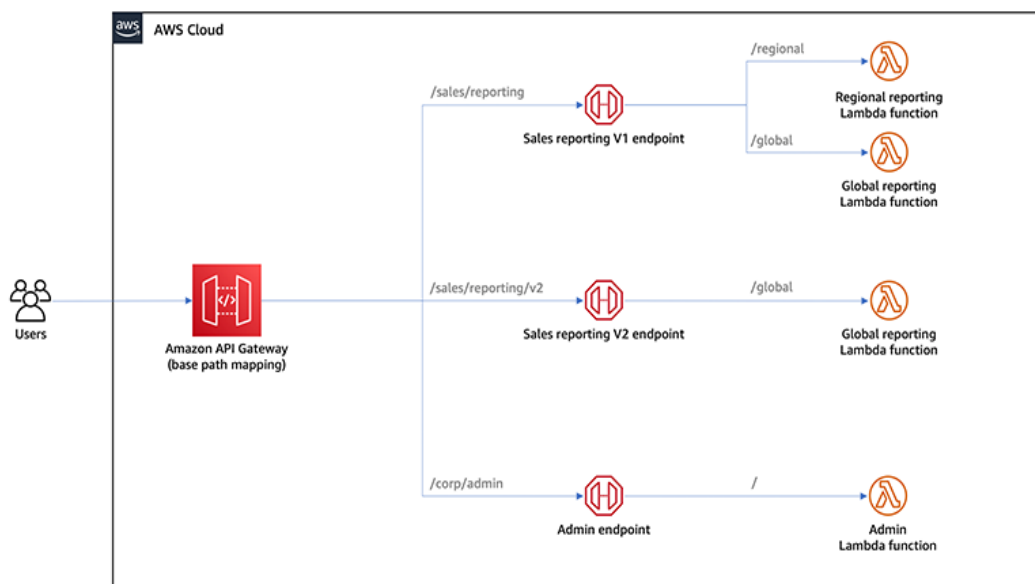 aws
AWS Cloud
/regional
/sales/reporting
Regional reporting
Lambda function
Sales reporting V1 endpoint
/global
Global reporting
Lambda function
Users
</>
Amazon API Gateway
(base path mapping)
/sales/reporting/v2
Sales reporting V2 endpoint
/global
Global reporting
Lambda function
/corp/admin
Admin endpoint
/
Admin
Lambda function